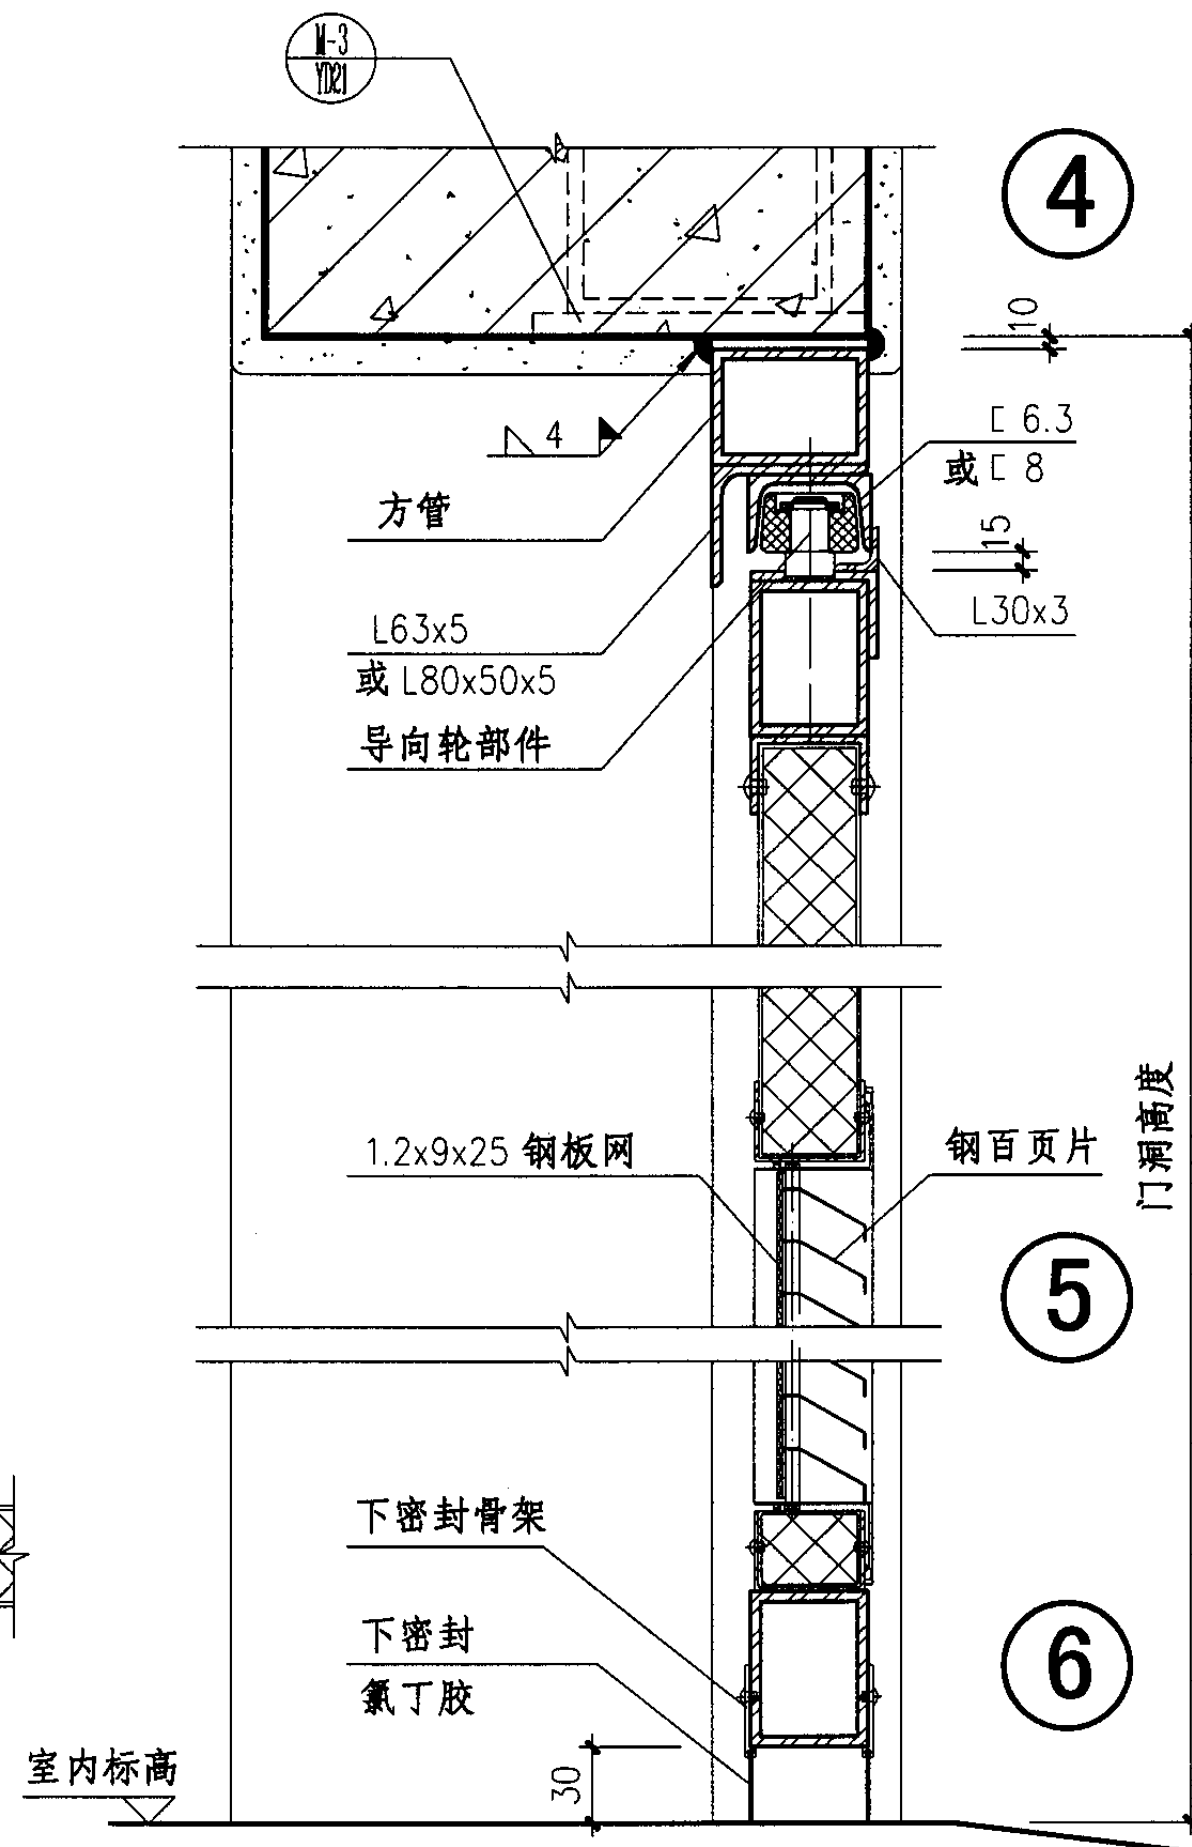 M-3
YD21
4
10
[ 6.3
或 [ 8
4
方管
15
L63x5
或 L80x50x5
L30x3
导向轮部件
门洞高度
1.2x9x25 钢板网
钢百页片
5
下密封骨架
6
下密封
氯丁胶
室内标高
30